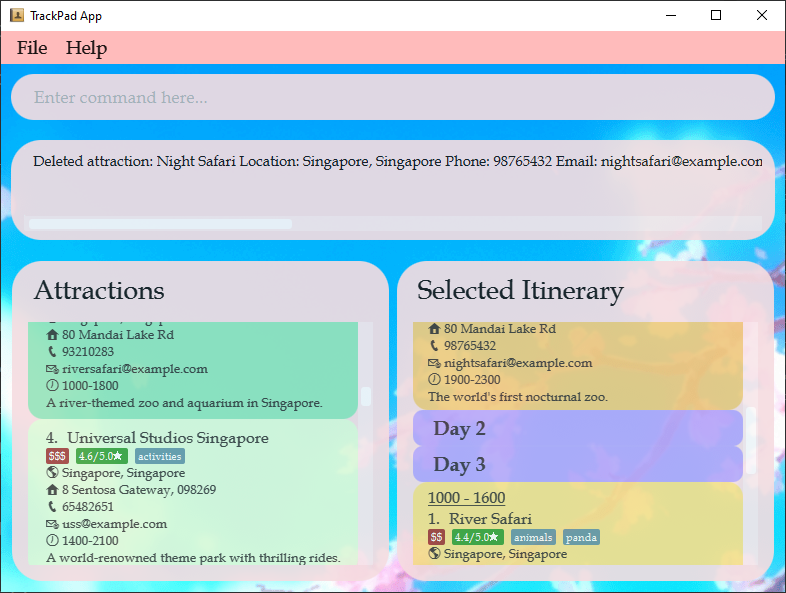 TrackPad App
File Help
Enter command here...
Deleted attraction: Night Safari Location: Singapore, Singapore Phone: 98765432 Email: nightsafari@example.com
Attractions
80 Mandai Lake Rd
93210283
riversafari@example.com
1000-1800
A river-themed zoo and aquarium in Singapore.
4. Universal Studios Singapore
$$$ 4.6/5.0★ activities
Singapore, Singapore
8 Sentosa Gateway, 098269
65482651
uss@example.com
1400-2100
A world-renowned theme park with thrilling rides.
Selected Itinerary
80 Mandai Lake Rd
98765432
nightsafari@example.com
1900-2300
The world's first nocturnal zoo.
Day 2
Day 3
1000 - 1600
1. River Safari
$$ 4.4/5.0★ animals panda
Singapore, Singapore